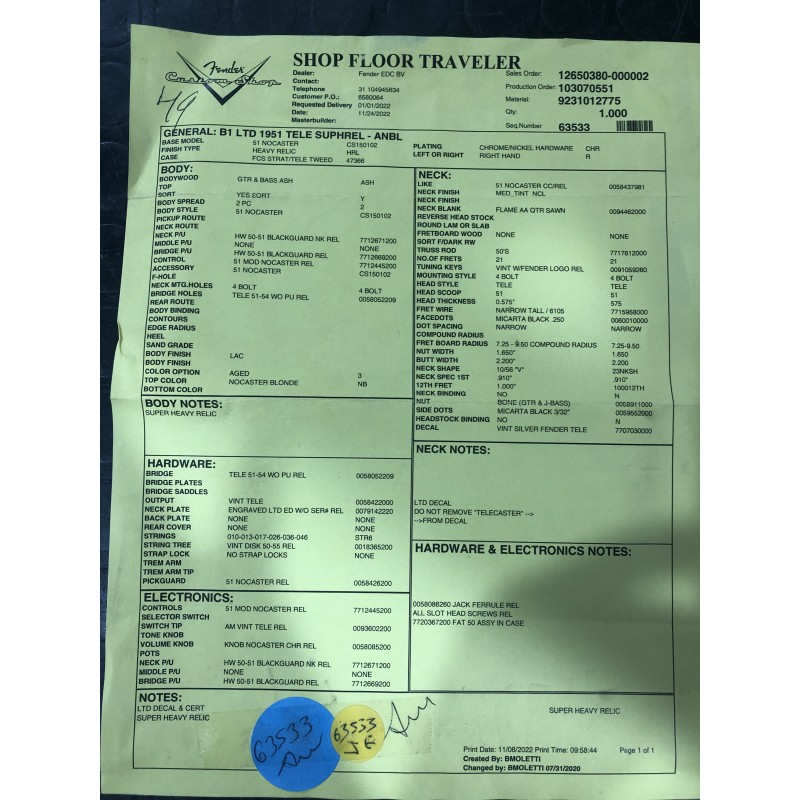 Fender
Custom Shop
49
SHOP FLOOR TRAVELER
Dealer: Fender EDC BV
Contact:
Telephone 31 104945834
Customer P.O.: 6580064
Requested Delivery 01/01/2022
Date: 11/24/2022
Masterbuilder:
Sales Order: 12650380-000002
Production Order: 103070551
Material: 9231012775
Qty: 1.000
Seq.Number 63533
GENERAL: B1 LTD 1951 TELE SUPHREL - ANBL
BASE MODEL 51 NOCASTER CS150102
FINISH TYPE HEAVY RELIC HRL
CASE FCS STRAT/TELE TWEED 47366
PLATING CHROME/NICKEL HARDWARE CHR
LEFT OR RIGHT RIGHT HAND R
BODY:
BODYWOOD GTR & BASS ASH ASH
TOP
SORT YES SORT Y
BODY SPREAD 2 PC 2
BODY STYLE 51 NOCASTER CS150102
PICKUP ROUTE
NECK ROUTE
NECK P/U HW 50-51 BLACKGUARD NK REL 7712671200
MIDDLE P/U NONE NONE
BRIDGE P/U HW 50-51 BLACKGUARD REL 7712669200
CONTROL 51 MOD NOCASTER REL 7712445200
ACCESSORY 51 NOCASTER CS150102
F-HOLE
NECK MTG.HOLES 4 BOLT 4 BOLT
BRIDGE HOLES TELE 51-54 WO PU REL 0058052209
REAR ROUTE
BODY BINDING
CONTOURS
EDGE RADIUS
HEEL
SAND GRADE
BODY FINISH LAC
BODY FINISH
COLOR OPTION AGED 3
TOP COLOR NOCASTER BLONDE NB
BOTTOM COLOR
BODY NOTES:
SUPER HEAVY RELIC
HARDWARE:
BRIDGE TELE 51-54 WO PU REL 0058052209
BRIDGE PLATES
BRIDGE SADDLES
OUTPUT VINT TELE 0058422000
NECK PLATE ENGRAVED LTD ED W/O SER# REL 0079142220
BACK PLATE NONE NONE
REAR COVER NONE NONE
STRINGS 010-013-017-026-036-046 STR6
STRING TREE VINT DISK 50-55 REL 0018365200
STRAP LOCK NO STRAP LOCKS NONE
TREM ARM
TREM ARM TIP
PICKGUARD 51 NOCASTER REL 0058426200
ELECTRONICS:
CONTROLS 51 MOD NOCASTER REL 7712445200
SELECTOR SWITCH
SWITCH TIP AM VINT TELE REL 0093602200
TONE KNOB
VOLUME KNOB KNOB NOCASTER CHR REL 0058085200
POTS
NECK P/U HW 50-51 BLACKGUARD NK REL 7712671200
MIDDLE P/U NONE NONE
BRIDGE P/U HW 50-51 BLACKGUARD REL 7712669200
NECK:
LIKE 51 NOCASTER CC/REL 0058437981
NECK FINISH MED_TINT NCL
NECK FINISH
NECK BLANK FLAME AA QTR SAWN 0094462000
REVERSE HEAD STOCK
ROUND LAM OR SLAB
FRETBOARD WOOD NONE NONE
SORT F/DARK RW
TRUSS ROD 50'S 7717812000
NO.OF FRETS 21 21
TUNING KEYS VINT W/FENDER LOGO REL 0091059260
MOUNTING STYLE 4 BOLT 4 BOLT
HEAD STYLE TELE TELE
HEAD SCOOP 51 51
HEAD THICKNESS 0.575" 575
FRET WIRE NARROW TALL / 6105 7715958000
FACEDOTS MICARTA BLACK .250 0060010000
DOT SPACING NARROW NARROW
COMPOUND RADIUS
FRET BOARD RADIUS 7.25 - 9.50 COMPOUND RADIUS 7.25-9.50
NUT WIDTH 1.650" 1.650
BUTT WIDTH 2.200" 2.200
NECK SHAPE 10/56 "V" 23NKSH
NECK SPEC 1ST .910" .910"
12TH FRET 1.000" 100012TH
NECK BINDING NO N
NUT BONE (GTR & J-BASS) 0058911000
SIDE DOTS MICARTA BLACK 3/32" 0059552000
HEADSTOCK BINDING NO N
DECAL VINT SILVER FENDER TELE 7707030000
NECK NOTES:
LTD DECAL
DO NOT REMOVE "TELECASTER" -->
-->FROM DECAL
HARDWARE & ELECTRONICS NOTES:
0058086260 JACK FERRULE REL
ALL SLOT HEAD SCREWS REL
7720367200 FAT 50 ASSY IN CASE
NOTES:
LTD DECAL & CERT
SUPER HEAVY RELIC
SUPER HEAVY RELIC
63533
63533
Print Date: 11/08/2022 Print Time: 09:58:44 Page 1 of 1
Created By: BMOLETTI
Changed by: BMOLETTI 07/31/2020